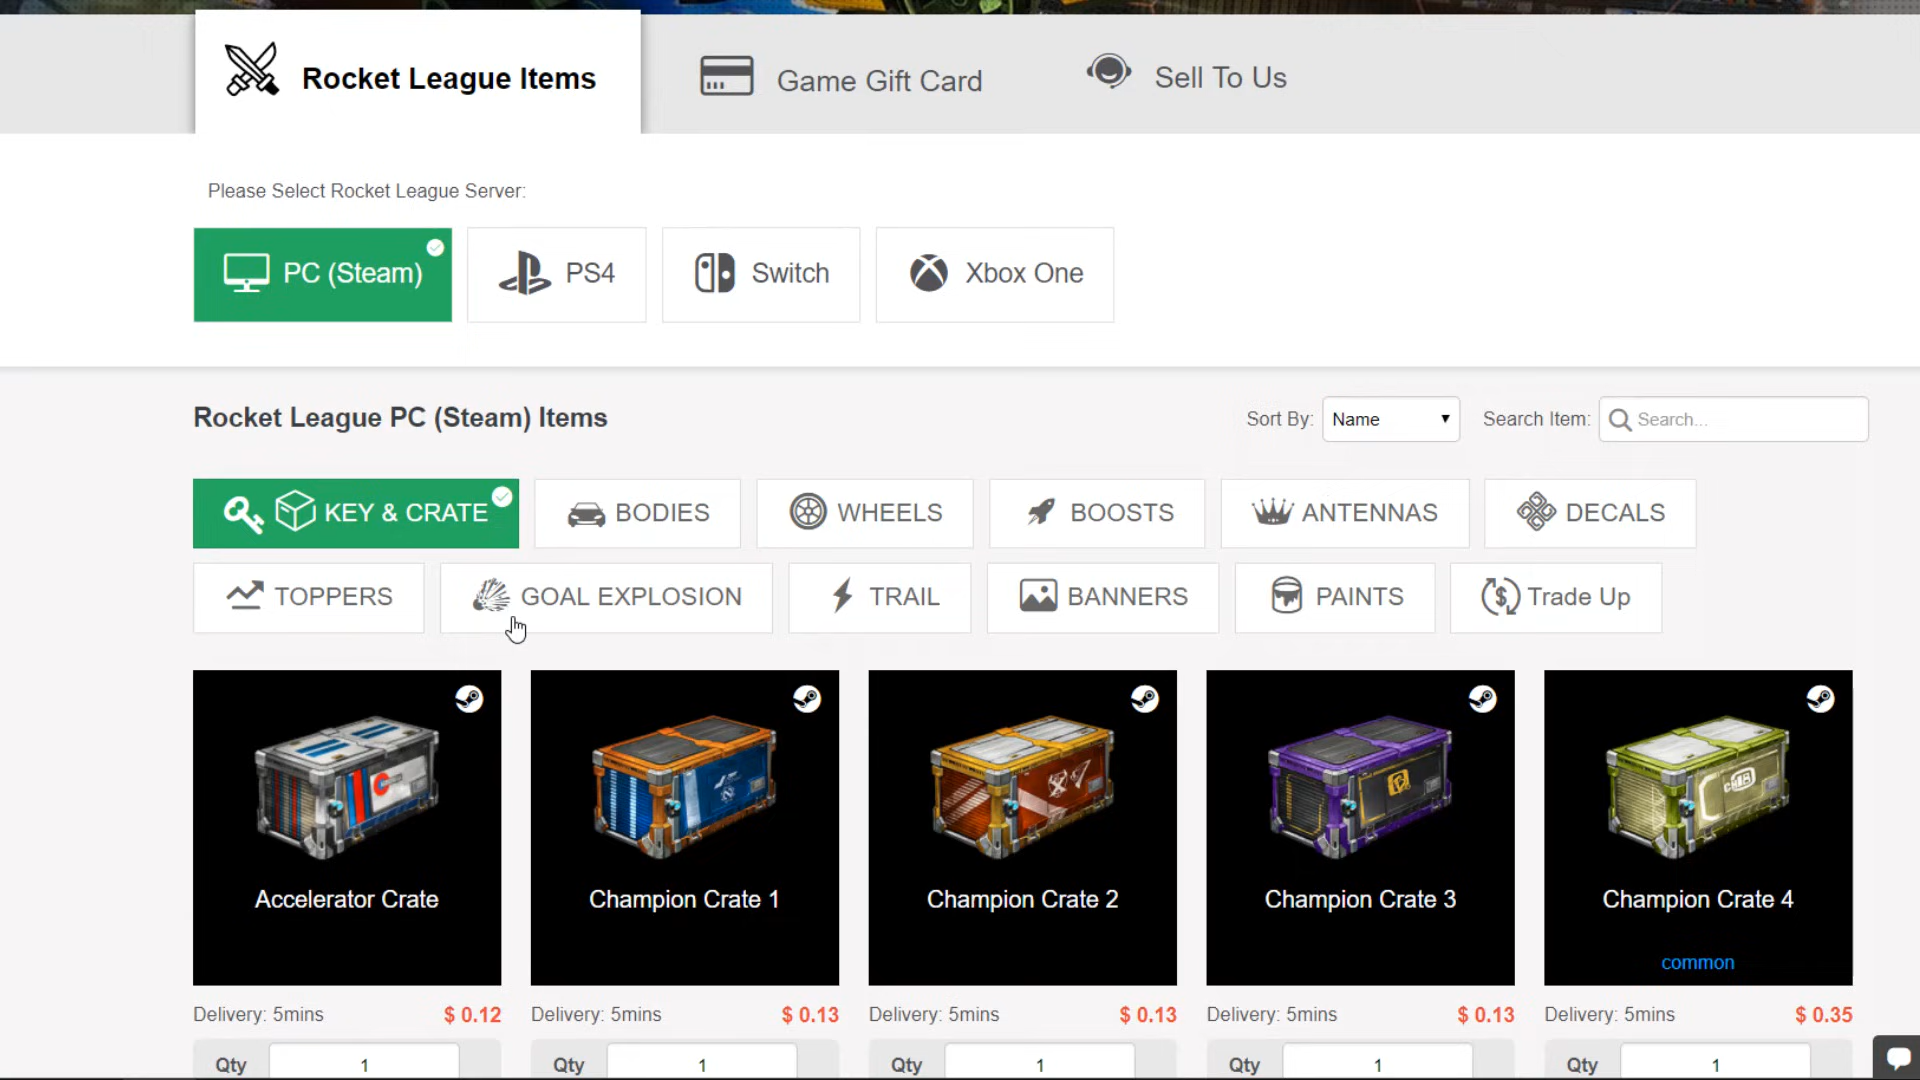 Rocket League Items
Game Gift Card
Sell To Us
Please Select Rocket League Server:
PC (Steam)
PS4
Switch
Xbox One
Rocket League PC (Steam) Items
Sort By:
Name
Search Item:
Search...
KEY & CRATE
BODIES
WHEELS
BOOSTS
ANTENNAS
DECALS
TOPPERS
GOAL EXPLOSION
TRAIL
BANNERS
PAINTS
Trade Up
Accelerator Crate
Champion Crate 1
Champion Crate 2
Champion Crate 3
Champion Crate 4
common
Delivery: 5mins $ 0.12
Delivery: 5mins $ 0.13
Delivery: 5mins $ 0.13
Delivery: 5mins $ 0.13
Delivery: 5mins $ 0.35
Qty 1
Qty 1
Qty 1
Qty 1
Qty 1